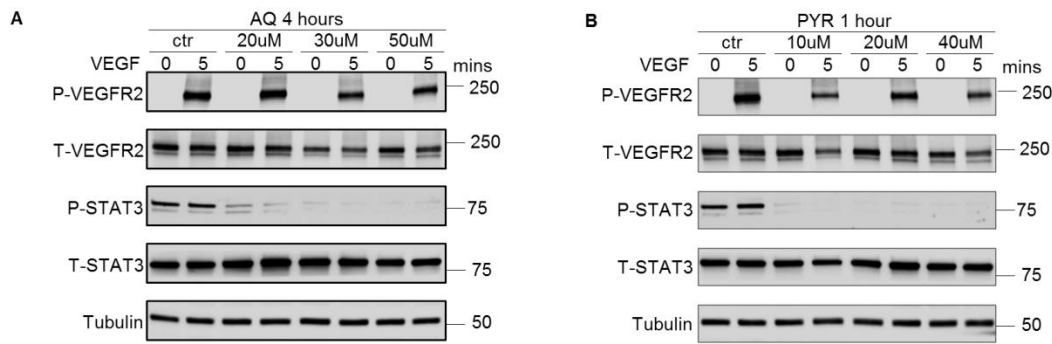 A
AQ 4 hours
ctr 20uM 30uM 50uM
VEGF 0 5 0 5 0 5 0 5 mins
P-VEGFR2 250
T-VEGFR2 250
P-STAT3 75
T-STAT3 75
Tubulin 50
B
PYR 1 hour
ctr 10uM 20uM 40uM
VEGF 0 5 0 5 0 5 0 5 mins
P-VEGFR2 250
T-VEGFR2 250
P-STAT3 75
T-STAT3 75
Tubulin 50